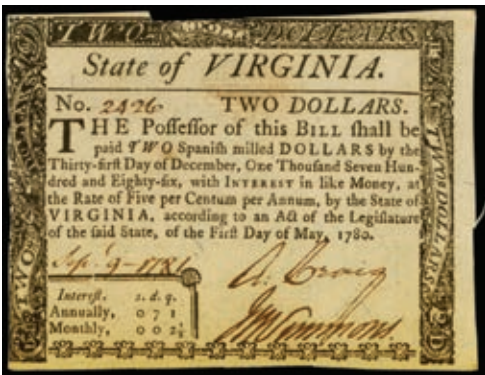 TWO DOLLARS
State of VIRGINIA.
No. 2426 TWO DOLLARS.
THE Possessor of this BILL shall be
paid TWO Spanish milled DOLLARS by the
Thirty-first Day of December, One Thousand Seven Hun-
dred and Eighty-six, with INTEREST in like Money, at
the Rate of Five per Centum per Annum, by the State of
VIRGINIA, according to an Act of the Legislature
of the said State, of the First Day of May, 1780.
Sep. 9-1781
Interest. s. d. q.
Annually, 0 7 1
Monthly, 0 0 2
TWO
TWO DOLLARS